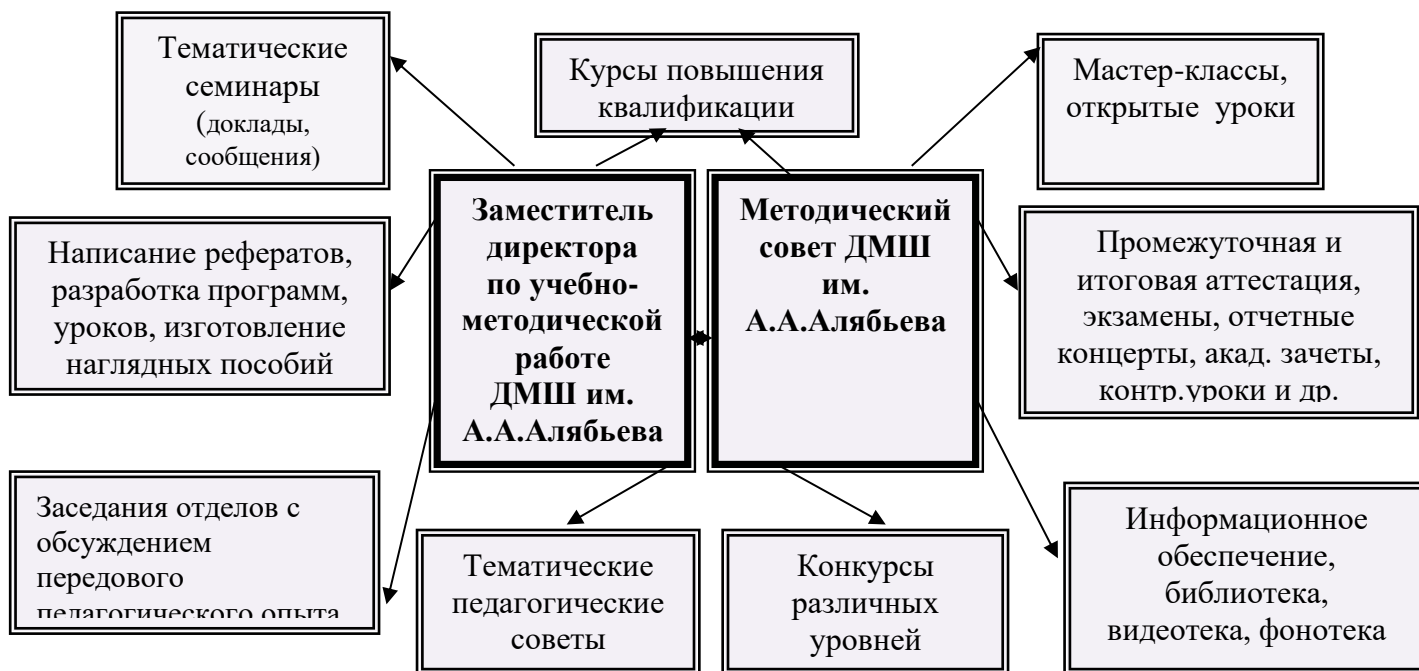 Тематические
семинары
(доклады,
сообщения)
Курсы повышения
квалификации
Мастер-классы,
открытые уроки
Написание рефератов,
разработка программ,
уроков, изготовление
наглядных пособий
Заместитель
директора
по учебно-
методической
работе
ДМШ им.
А.А.Алябьева
Методический
совет ДМШ
им.
А.А.Алябьева
Промежуточная и
итоговая аттестация,
экзамены, отчетные
концерты, акад. зачеты,
контр.уроки и др.
Заседания отделов с
обсуждением
передового
педагогического опыта
Тематические
педагогические
советы
Конкурсы
различных
уровней
Информационное
обеспечение,
библиотека,
видеотека, фонотека